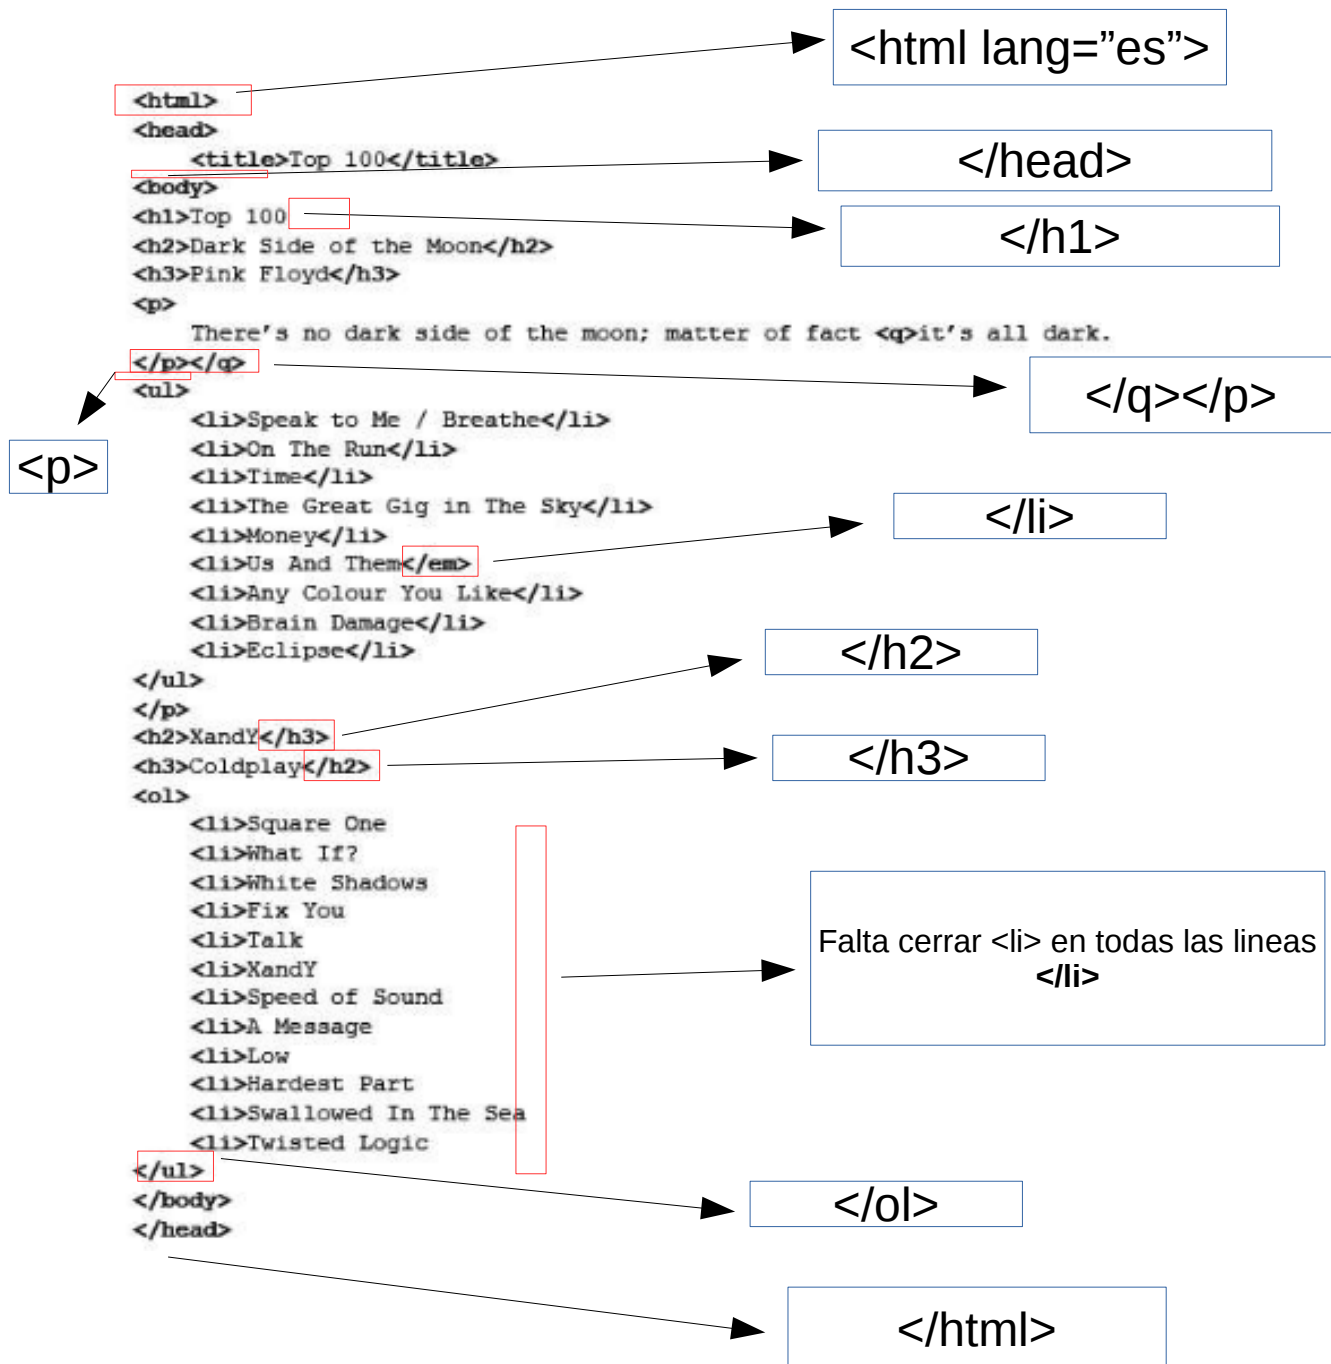 <html lang=”es”>
<html>
<head>
<title>Top 100</title>
</head>
<body>
<h1>Top 100
</h1>
<h2>Dark Side of the Moon</h2>
<h3>Pink Floyd</h3>
<p>
There's no dark side of the moon; matter of fact <q>it's all dark.
</p></q>
</q></p>
<ul>
<p>
<li>Speak to Me / Breathe</li>
<li>On The Run</li>
<li>Time</li>
<li>The Great Gig in The Sky</li>
</li>
<li>Money</li>
<li>Us And Them</em>
<li>Any Colour You Like</li>
<li>Brain Damage</li>
<li>Eclipse</li>
</h2>
</ul>
</p>
<h2>XandY</h3>
<h3>Coldplay</h2>
</h3>
<ol>
<li>Square One
<li>What If?
<li>White Shadows
<li>Fix You
<li>Talk
<li>XandY
<li>Speed of Sound
<li>A Message
<li>Low
<li>Hardest Part
<li>Swallowed In The Sea
<li>Twisted Logic
Falta cerrar <li> en todas las lineas
</li>
</ul>
</ol>
</body>
</head>
</html>